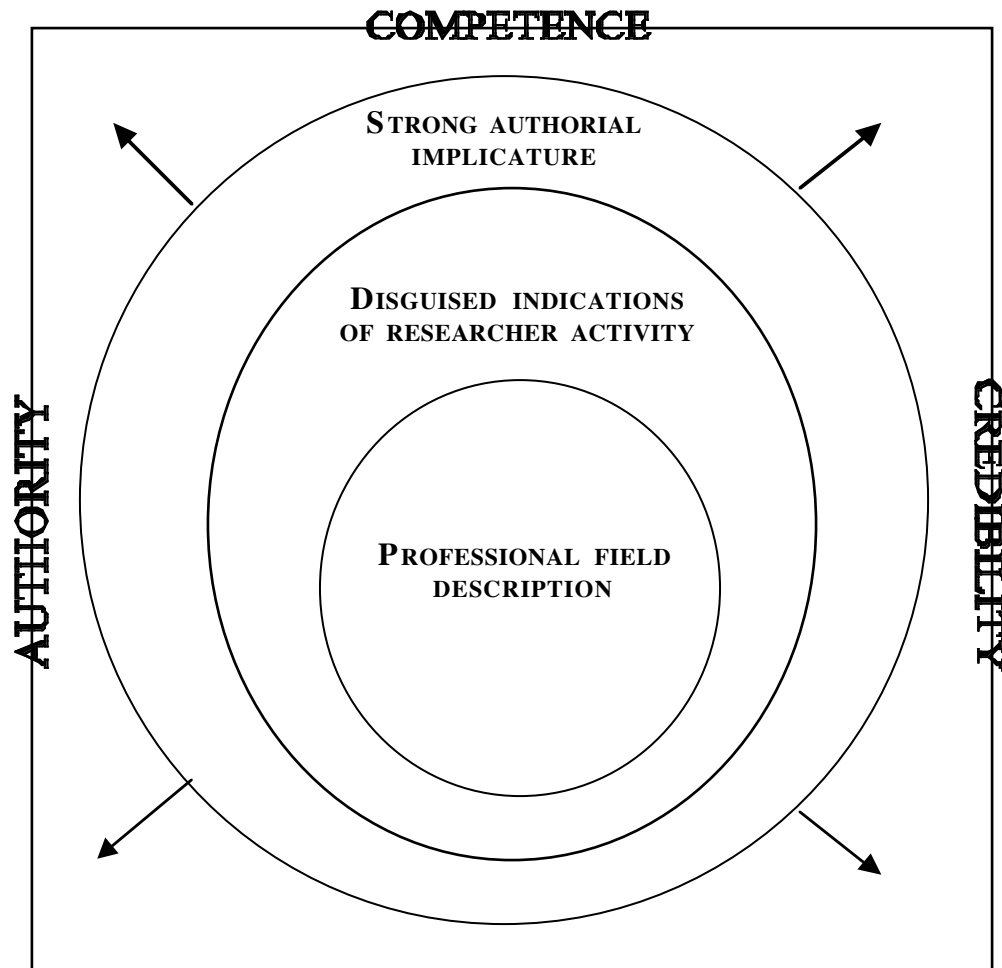 COMPETENCE
STRONG AUTHORIAL
IMPLICATURE
DISGUISED INDICATIONS
OF RESEARCHER ACTIVITY
AUTHORITY
CREDIBILITY
PROFESSIONAL FIELD
DESCRIPTION